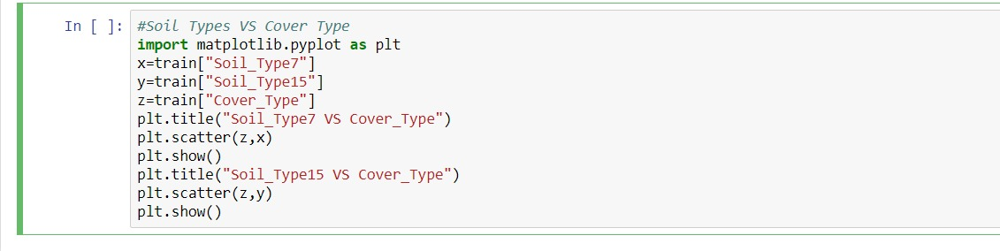 In [ ]: #Soil Types VS Cover Type
import matplotlib.pyplot as plt
x=train["Soil_Type7"]
y=train["Soil_Type15"]
z=train["Cover_Type"]
plt.title("Soil_Type7 VS Cover_Type")
plt.scatter(z,x)
plt.show()
plt.title("Soil_Type15 VS Cover_Type")
plt.scatter(z,y)
plt.show()